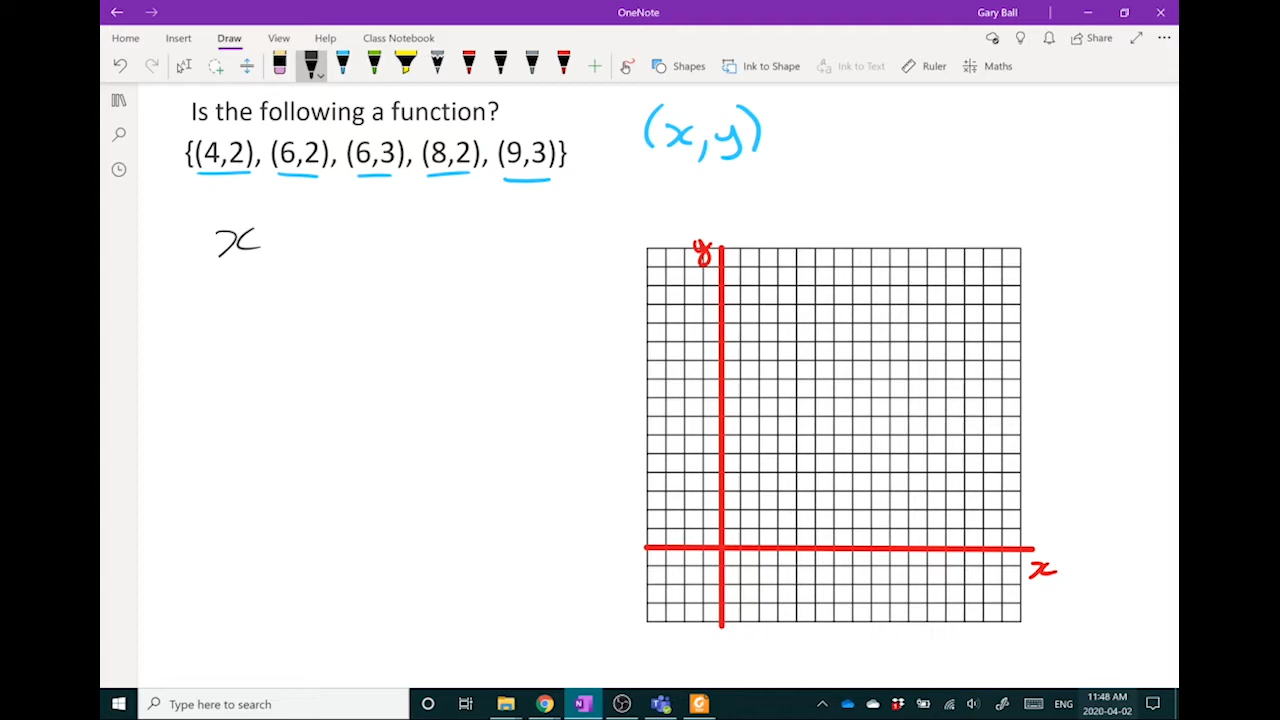 OneNote
Gary Ball
Home Insert Draw View Help Class Notebook
Share
Shapes Ink to Shape Ink to Text Ruler Maths
Is the following a function?
{(4,2), (6,2), (6,3), (8,2), (9,3)}
(x,y)
x
y
x
Type here to search
ENG
11:48 AM
2020-04-02